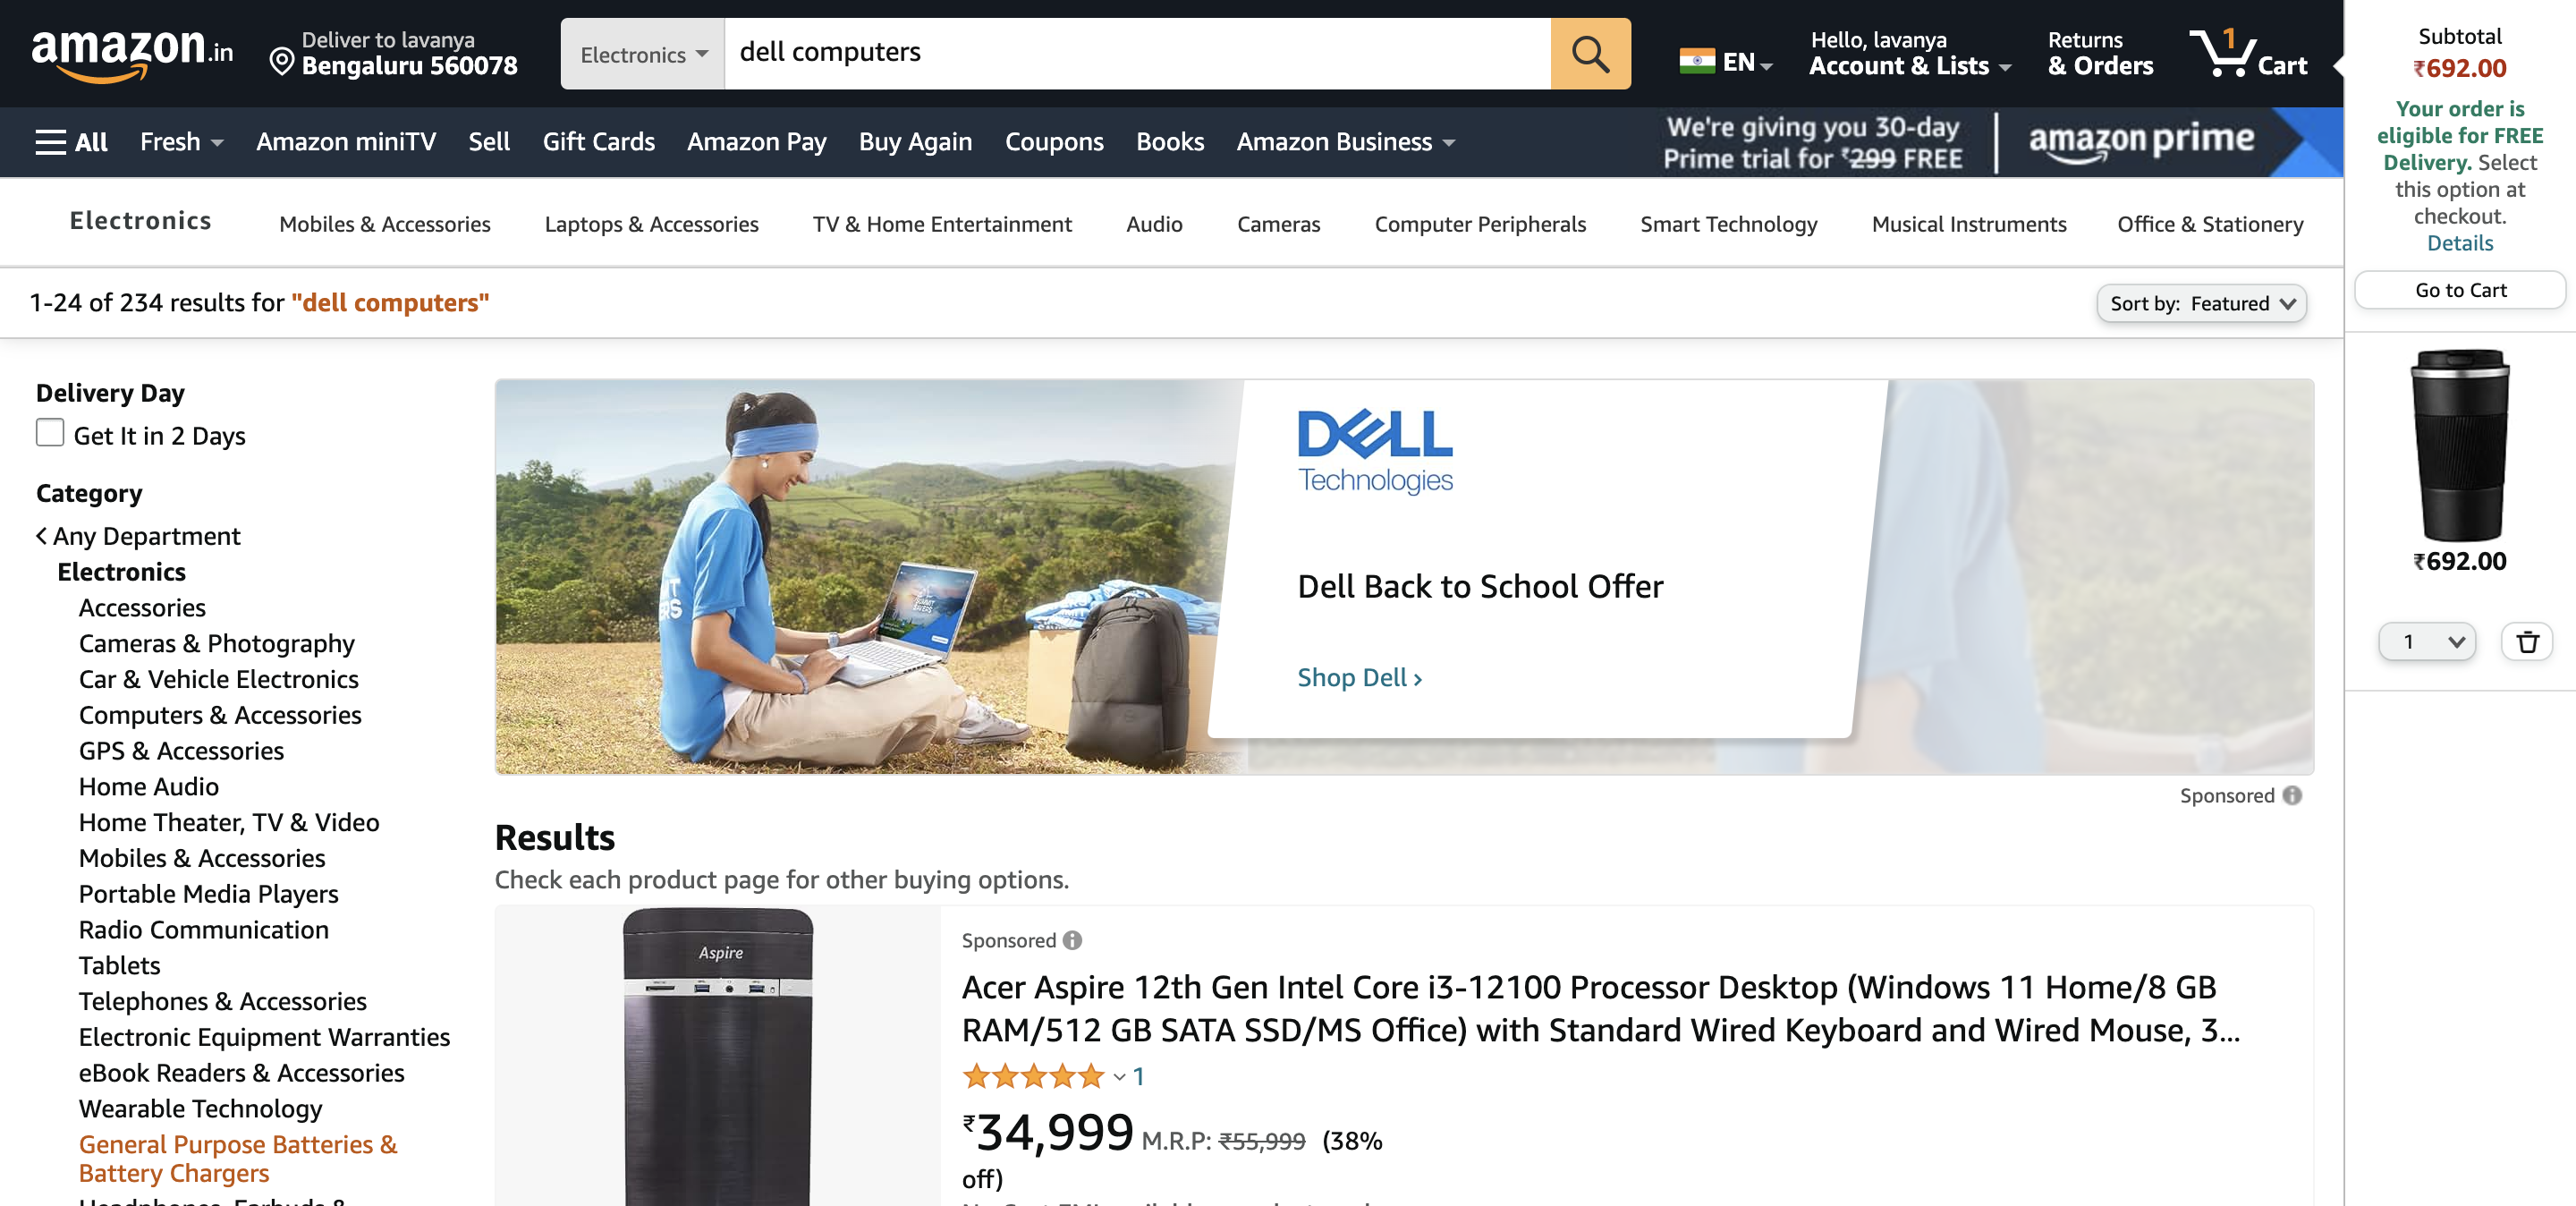 amazon.in
Deliver to lavanya
Bengaluru 560078
Electronics
dell computers
EN
Hello, lavanya
Account & Lists
Returns
& Orders
1
Cart
All
Fresh
Amazon miniTV
Sell
Gift Cards
Amazon Pay
Buy Again
Coupons
Books
Amazon Business
We're giving you 30-day
Prime trial for ₹299 FREE
amazon prime
Electronics
Mobiles & Accessories
Laptops & Accessories
TV & Home Entertainment
Audio
Cameras
Computer Peripherals
Smart Technology
Musical Instruments
Office & Stationery
1-24 of 234 results for "dell computers"
Sort by: Featured
Delivery Day
Get It in 2 Days
Category
Any Department
Electronics
Accessories
Cameras & Photography
Car & Vehicle Electronics
Computers & Accessories
GPS & Accessories
Home Audio
Home Theater, TV & Video
Mobiles & Accessories
Portable Media Players
Radio Communication
Tablets
Telephones & Accessories
Electronic Equipment Warranties
eBook Readers & Accessories
Wearable Technology
General Purpose Batteries &
Battery Chargers
DELL
Technologies
Dell Back to School Offer
Shop Dell ›
Sponsored
Results
Check each product page for other buying options.
Aspire
Sponsored
Acer Aspire 12th Gen Intel Core i3-12100 Processor Desktop (Windows 11 Home/8 GB
RAM/512 GB SATA SSD/MS Office) with Standard Wired Keyboard and Wired Mouse, 3...
1
₹34,999 M.R.P: ₹55,999 (38%
off)
Subtotal
₹692.00
Your order is
eligible for FREE
Delivery. Select
this option at
checkout.
Details
Go to Cart
₹692.00
1